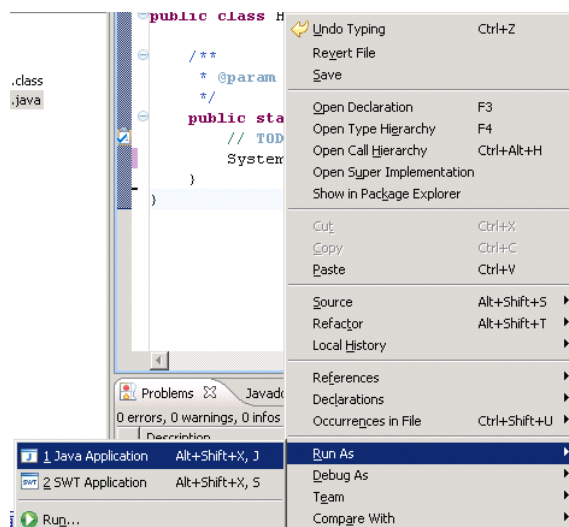 public class H
/**
* @param
*/
public sta
// TOD
System
}
}
.class
.java
Undo Typing Ctrl+Z
Revert File
Save
Open Declaration F3
Open Type Hierarchy F4
Open Call Hierarchy Ctrl+Alt+H
Open Super Implementation
Show in Package Explorer
Cut Ctrl+X
Copy Ctrl+C
Paste Ctrl+V
Source Alt+Shift+S
Refactor Alt+Shift+T
Local History
References
Declarations
Occurrences in File Ctrl+Shift+U
Run As
Debug As
Team
Compare With
Problems Javad
0 errors, 0 warnings, 0 infos
Description
1 Java Application Alt+Shift+X, J
2 SWT Application Alt+Shift+X, S
Run...